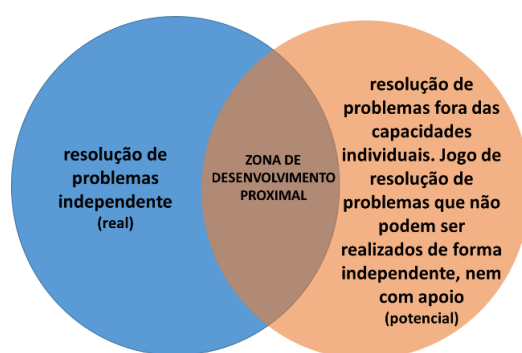 resolução de
problemas
independente
(real)
ZONA DE
DESENVOLVIMENTO
PROXIMAL
resolução de
problemas fora das
capacidades
individuais. Jogo de
resolução de
problemas que não
podem ser
realizados de forma
independente, nem
com apoio
(potencial)